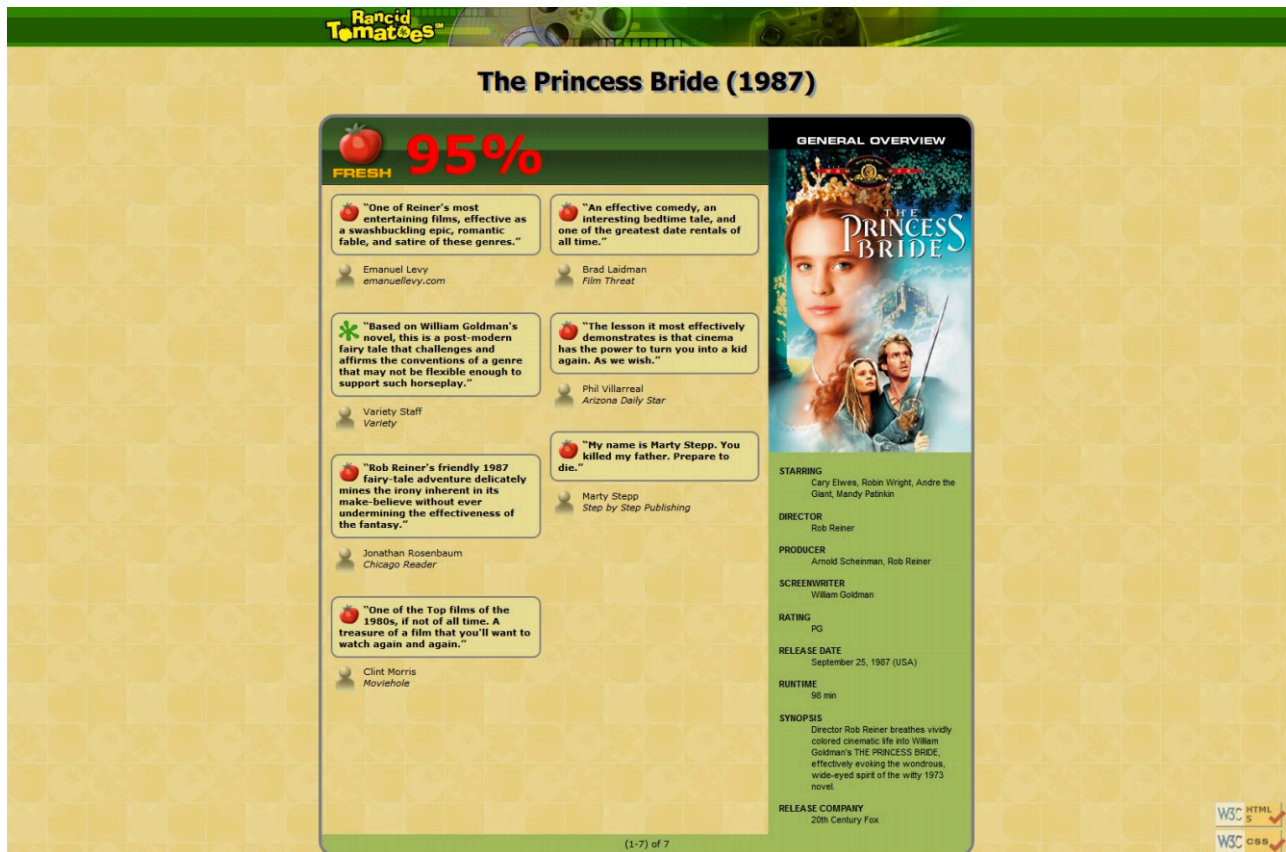 Rancid
Tomatoes SM
The Princess Bride (1987)
FRESH
95%
"One of Reiner's most
entertaining films, effective as
a swashbuckling epic, romantic
fable, and satire of these genres."
Emanuel Levy
emanuellevy.com
"Based on William Goldman's
novel, this is a post-modern
fairy tale that challenges and
affirms the conventions of a genre
that may not be flexible enough to
support such horseplay."
Variety Staff
Variety
"Rob Reiner's friendly 1987
fairy-tale adventure delicately
mines the irony inherent in its
make-believe without ever
undermining the effectiveness of
the fantasy."
Jonathan Rosenbaum
Chicago Reader
"One of the Top films of the
1980s, if not of all time. A
treasure of a film that you'll want to
watch again and again."
Clint Morris
Moviehole
"An effective comedy, an
interesting bedtime tale, and
one of the greatest date rentals of
all time."
Brad Laidman
Film Threat
"The lesson it most effectively
demonstrates is that cinema
has the power to turn you into a kid
again. As we wish."
Phil Villarreal
Arizona Daily Star
"My name is Marty Stepp. You
killed my father. Prepare to
die."
Marty Stepp
Step by Step Publishing
GENERAL OVERVIEW
THE
PRINCESS
BRIDE
STARRING
Cary Elwes, Robin Wright, Andre the
Giant, Mandy Patinkin
DIRECTOR
Rob Reiner
PRODUCER
Arnold Scheinman, Rob Reiner
SCREENWRITER
William Goldman
RATING
PG
RELEASE DATE
September 25, 1987 (USA)
RUNTIME
98 min
SYNOPSIS
Director Rob Reiner breathes vividly
colored cinematic life into William
Goldman's THE PRINCESS BRIDE,
effectively evoking the wondrous,
wide-eyed spirit of the witty 1973
novel.
RELEASE COMPANY
20th Century Fox
(1-7) of 7
W3C HTML
5
W3C css